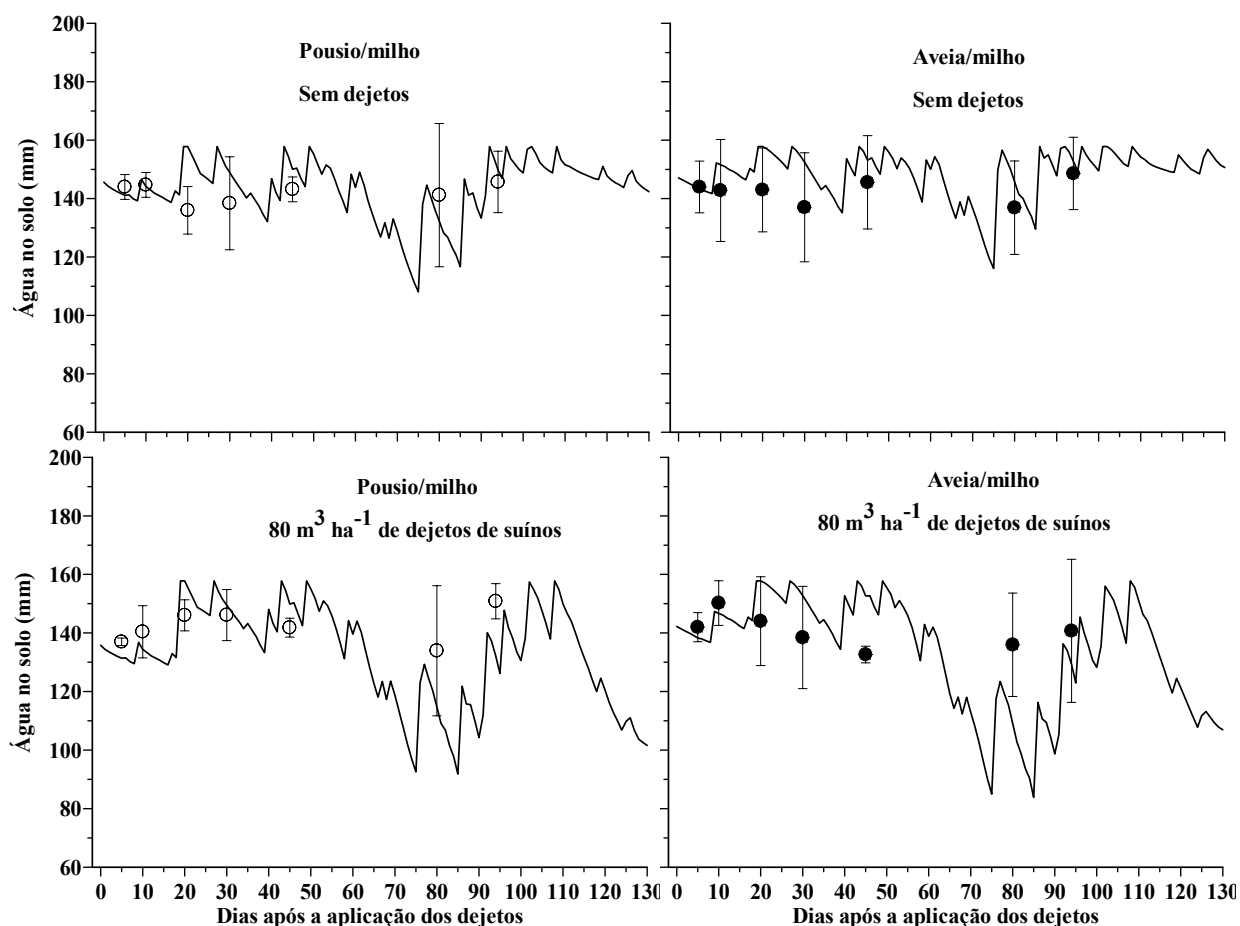 200
180
160
140
120
100
80
60
Água no solo (mm)
Pousio/milho
Sem dejetos
Aveia/milho
Sem dejetos
200
180
160
140
120
100
80
60
Água no solo (mm)
Pousio/milho
80 m³ ha⁻¹ de dejetos de suínos
Aveia/milho
80 m³ ha⁻¹ de dejetos de suínos
0 10 20 30 40 50 60 70 80 90 100 110 120 130
Dias após a aplicação dos dejetos
0 10 20 30 40 50 60 70 80 90 100 110 120 130
Dias após a aplicação dos dejetos